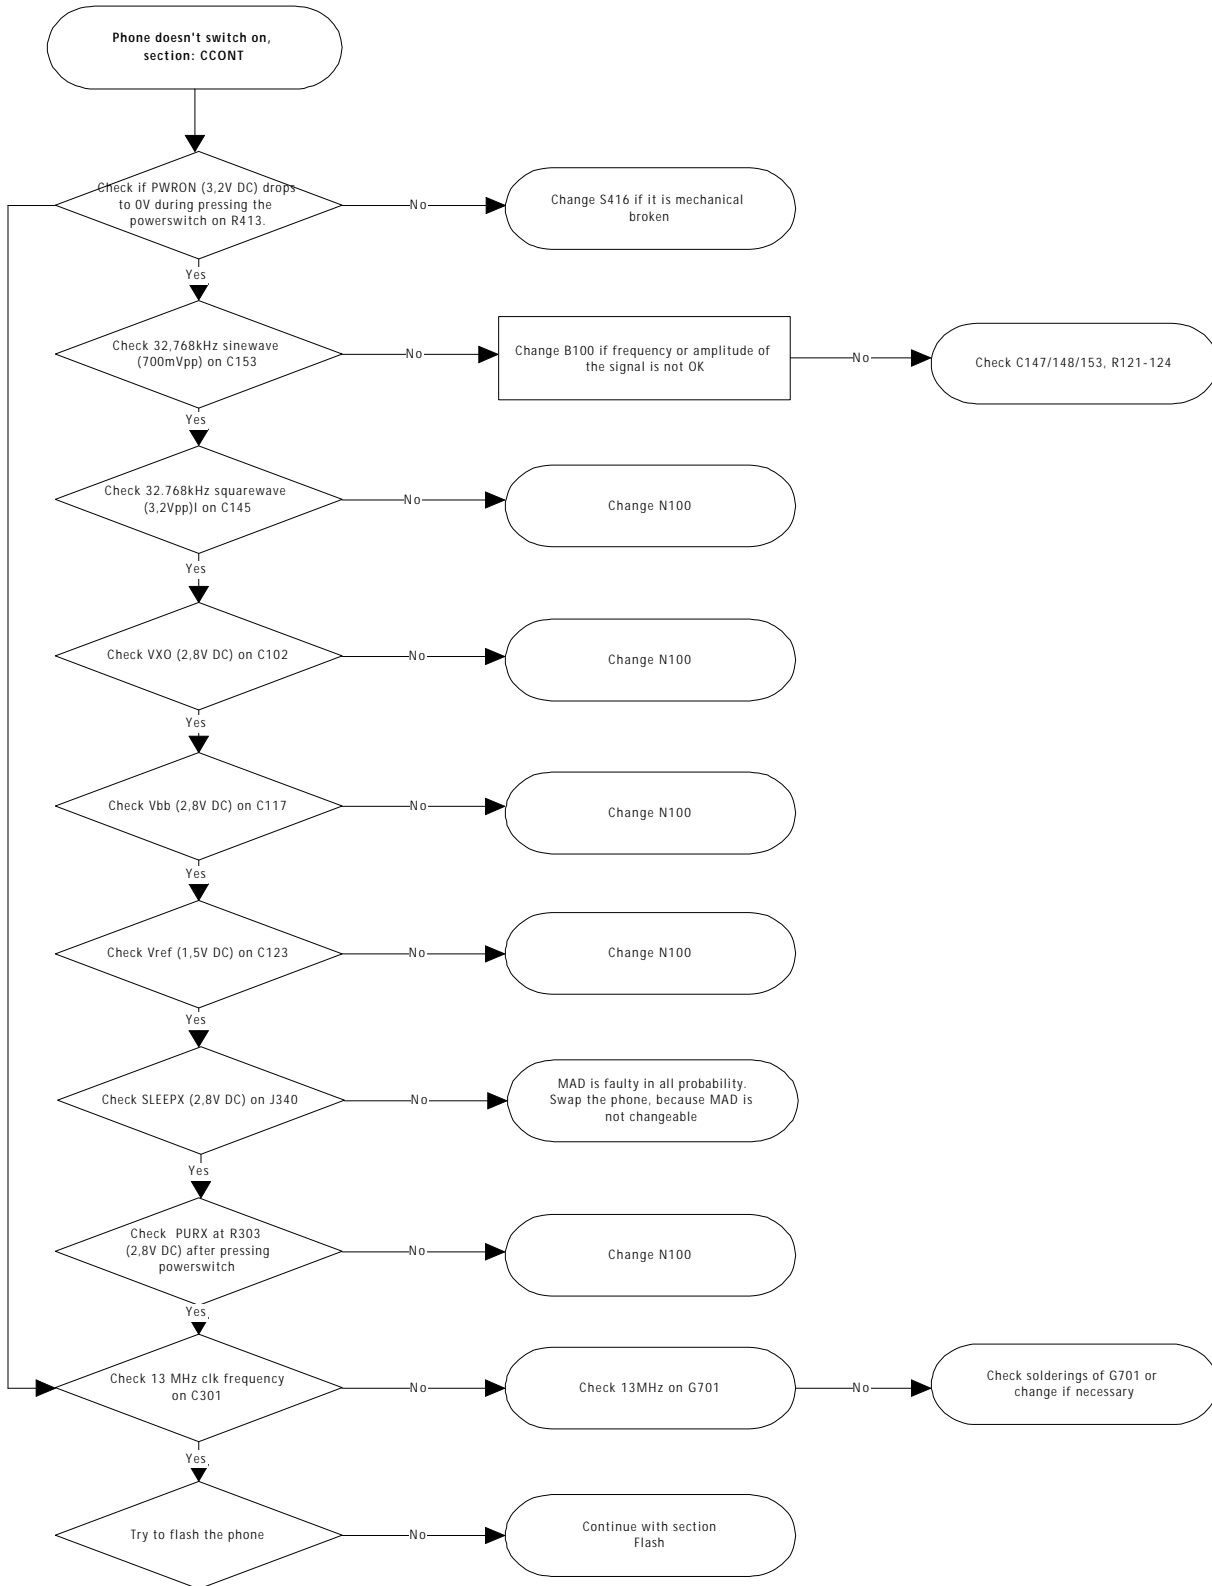 Phone doesn't switch on,
section: CCONT
Check if PWRON (3,2V DC) drops
to 0V during pressing the
powerswitch on R413.
No
Change S416 if it is mechanical
broken
Yes
Check 32,768kHz sinewave
(700mVpp) on C153
No
Change B100 if frequency or amplitude of
the signal is not OK
No
Check C147/148/153, R121-124
Yes
Check 32.768kHz squarewave
(3,2Vpp)l on C145
No
Change N100
Yes
Check VXO (2,8V DC) on C102
No
Change N100
Yes
Check Vbb (2,8V DC) on C117
No
Change N100
Yes
Check Vref (1,5V DC) on C123
No
Change N100
Yes
Check SLEEPX (2,8V DC) on J340
No
MAD is faulty in all probability.
Swap the phone, because MAD is
not changeable
Yes
Check PURX at R303
(2,8V DC) after pressing
powerswitch
No
Change N100
Yes
Check 13 MHz clk frequency
on C301
No
Check 13MHz on G701
No
Check solderings of G701 or
change if necessary
Yes
Try to flash the phone
No
Continue with section
Flash